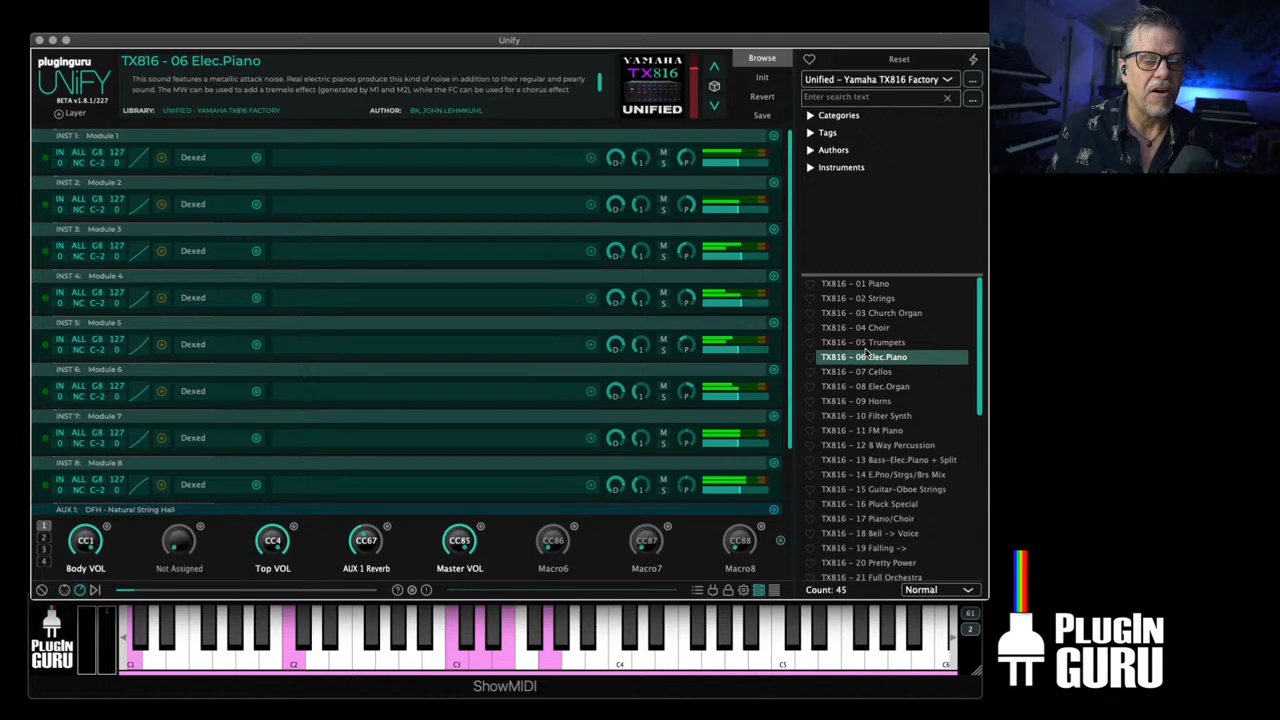 Unify
pluginguru
UNiFY
BETA v1.8.1/227
Layer
TX816 - 06 Elec.Piano
This sound features a metallic attack noise. Real electric pianos produce this kind of noise in addition to their regular and pearly
sound. The MW can be used to add a tremelo effect (generated by M1 and M2), while the FC can be used for a chorus effect
LIBRARY: UNIFIED - YAMAHA TX816 FACTORY AUTHOR: BK, JOHN LEHMKUHL
YAMAHA
TX816
UNIFIED
Browse
Init
Revert
Save
Reset
Unified - Yamaha TX816 Factory
...
Enter search text
...
Categories
Tags
Authors
Instruments
INST 1: Module 1
IN ALL G8 127
0 NC C-2 0
Dexed
D 1 M S P
INST 2: Module 2
IN ALL G8 127
0 NC C-2 0
Dexed
D 1 M S P
INST 3: Module 3
IN ALL G8 127
0 NC C-2 0
Dexed
D 1 M S P
INST 4: Module 4
IN ALL G8 127
0 NC C-2 0
Dexed
D 1 M S P
INST 5: Module 5
IN ALL G8 127
0 NC C-2 0
Dexed
D 1 M S P
INST 6: Module 6
IN ALL G8 127
0 NC C-2 0
Dexed
D 1 M S P
INST 7: Module 7
IN ALL G8 127
0 NC C-2 0
Dexed
D 1 M S P
INST 8: Module 8
IN ALL G8 127
0 NC C-2 0
Dexed
D 1 M S P
AUX 1: DFH - Natural String Hall
TX816 - 01 Piano
TX816 - 02 Strings
TX816 - 03 Church Organ
TX816 - 04 Choir
TX816 - 05 Trumpets
TX816 - 06 Elec.Piano
TX816 - 07 Cellos
TX816 - 08 Elec.Organ
TX816 - 09 Horns
TX816 - 10 Filter Synth
TX816 - 11 FM Piano
TX816 - 12 8 Way Percussion
TX816 - 13 Bass-Elec.Piano + Split
TX816 - 14 E.Pno/Strgs/Brs Mix
TX816 - 15 Guitar-Oboe Strings
TX816 - 16 Pluck Special
TX816 - 17 Piano/Choir
TX816 - 18 Bell -> Voice
TX816 - 19 Falling ->
TX816 - 20 Pretty Power
TX816 - 21 Full Orchestra
Count: 45
Normal
1
2
3
4
CC1 CC4 CC67 CC85 CC86 CC87 CC88
Body VOL Not Assigned Top VOL AUX 1 Reverb Master VOL Macro6 Macro7 Macro8
PLUGIN
GURU
C1 C2 C3 C4 C5 C6
61
2
ShowMIDI
PLUGIN
GURU